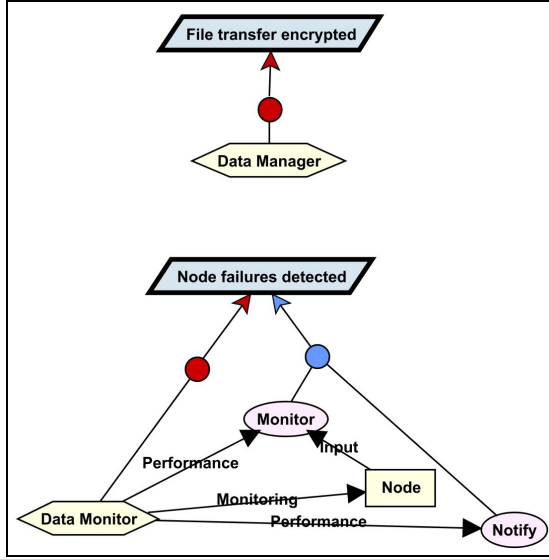 File transfer encrypted
Data Manager
Node failures detected
Monitor
Input
Performance
Node
Monitoring
Data Monitor
Performance
Notify